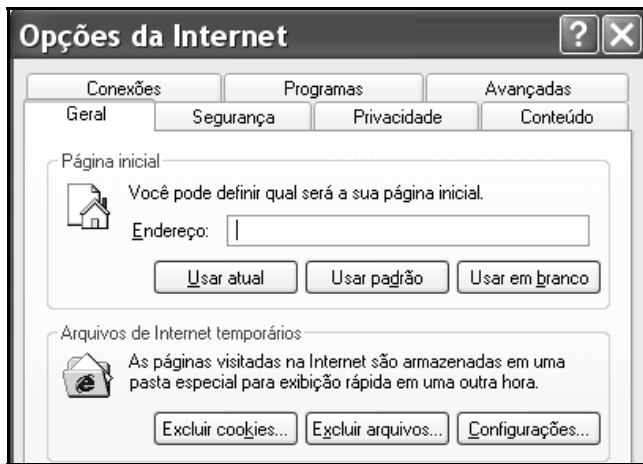 Opções da Internet
Conexões Programas Avançadas
Geral Segurança Privacidade Conteúdo
Página inicial
Você pode definir qual será a sua página inicial.
Endereço:
Usar atual Usar padrão Usar em branco
Arquivos de Internet temporários
As páginas visitadas na Internet são armazenadas em uma
pasta especial para exibição rápida em uma outra hora.
Excluir cookies... Excluir arquivos... Configurações...